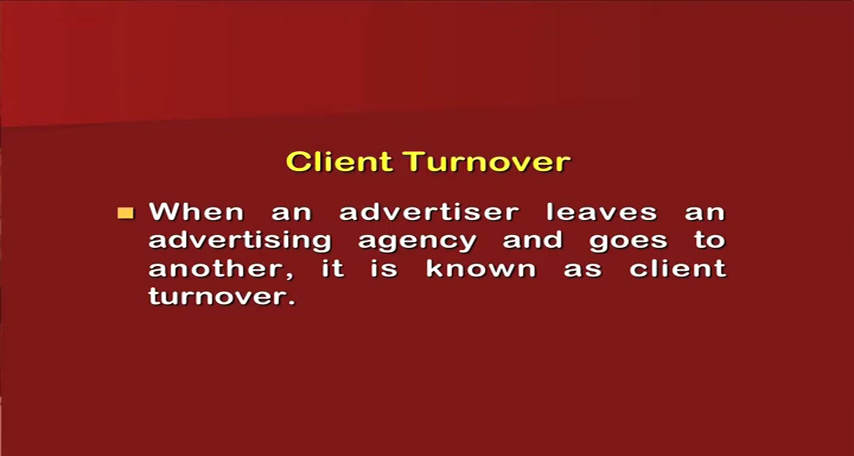 Client Turnover
When an advertiser leaves an
advertising agency and goes to
another, it is known as client
turnover.